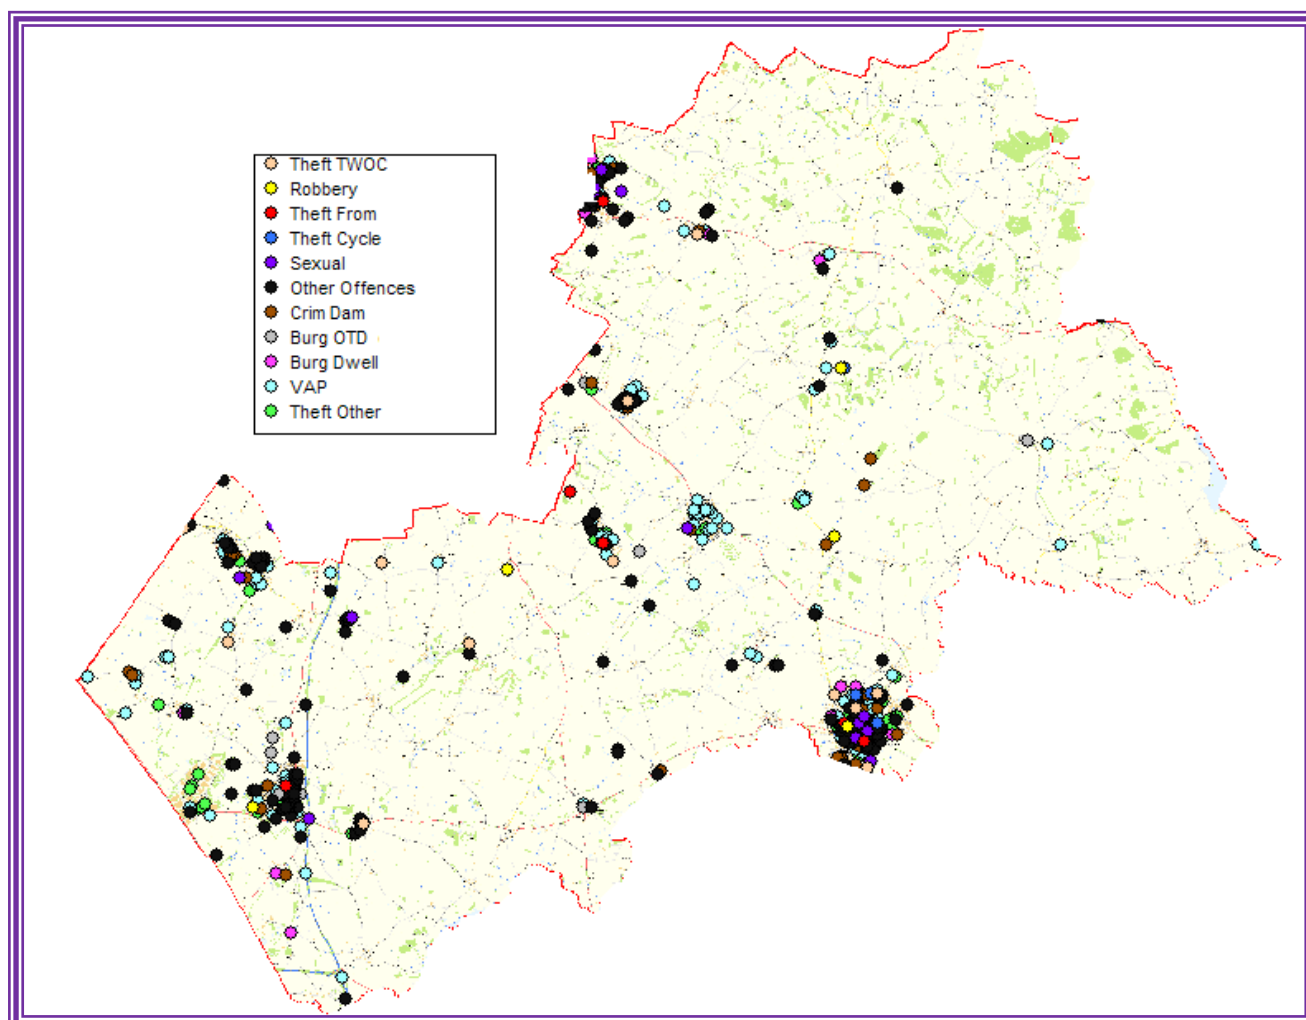 Theft TWOC
Robbery
Theft From
Theft Cycle
Sexual
Other Offences
Crim Dam
Burg OTD
Burg Dwell
VAP
Theft Other